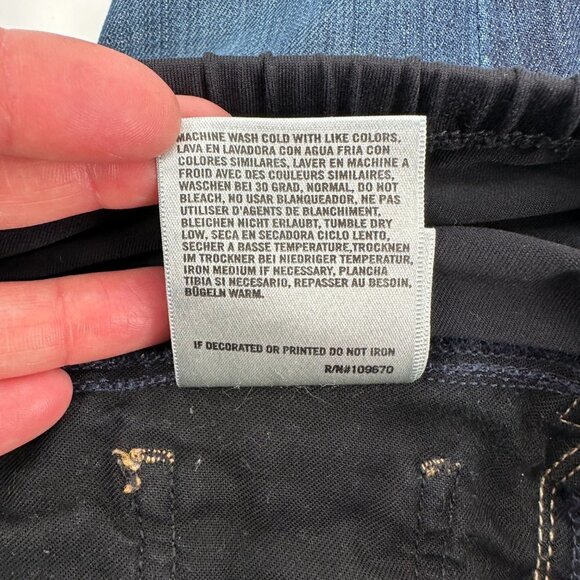 MACHINE WASH COLD WITH LIKE COLORS,
LAVA EN LAVADORA CON AGUA FRIA CON
COLORES SIMILARES, LAVER EN MACHINE A
FROID AVEC DES COULEURS SIMILAIRES,
WASCHEN BEI 30 GRAD, NORMAL, DO NOT
BLEACH, NO USAR BLANQUEADOR, NE PAS
UTILISER D'AGENTS DE BLANCHIMENT,
BLEICHEN NICHT ERLAUBT, TUMBLE DRY
LOW, SECA EN SECADORA CICLO LENTO,
SECHER A BASSE TEMPERATURE,TROCKNEN
IM TROCKNER BEI NIEDRIGER TEMPERATUR,
IRON MEDIUM IF NECESSARY, PLANCHA
TIBIA SI NECESARIO, REPASSER AU BESOIN,
BÜGELN WARM.
IF DECORATED OR PRINTED DO NOT IRON
R/N#109670